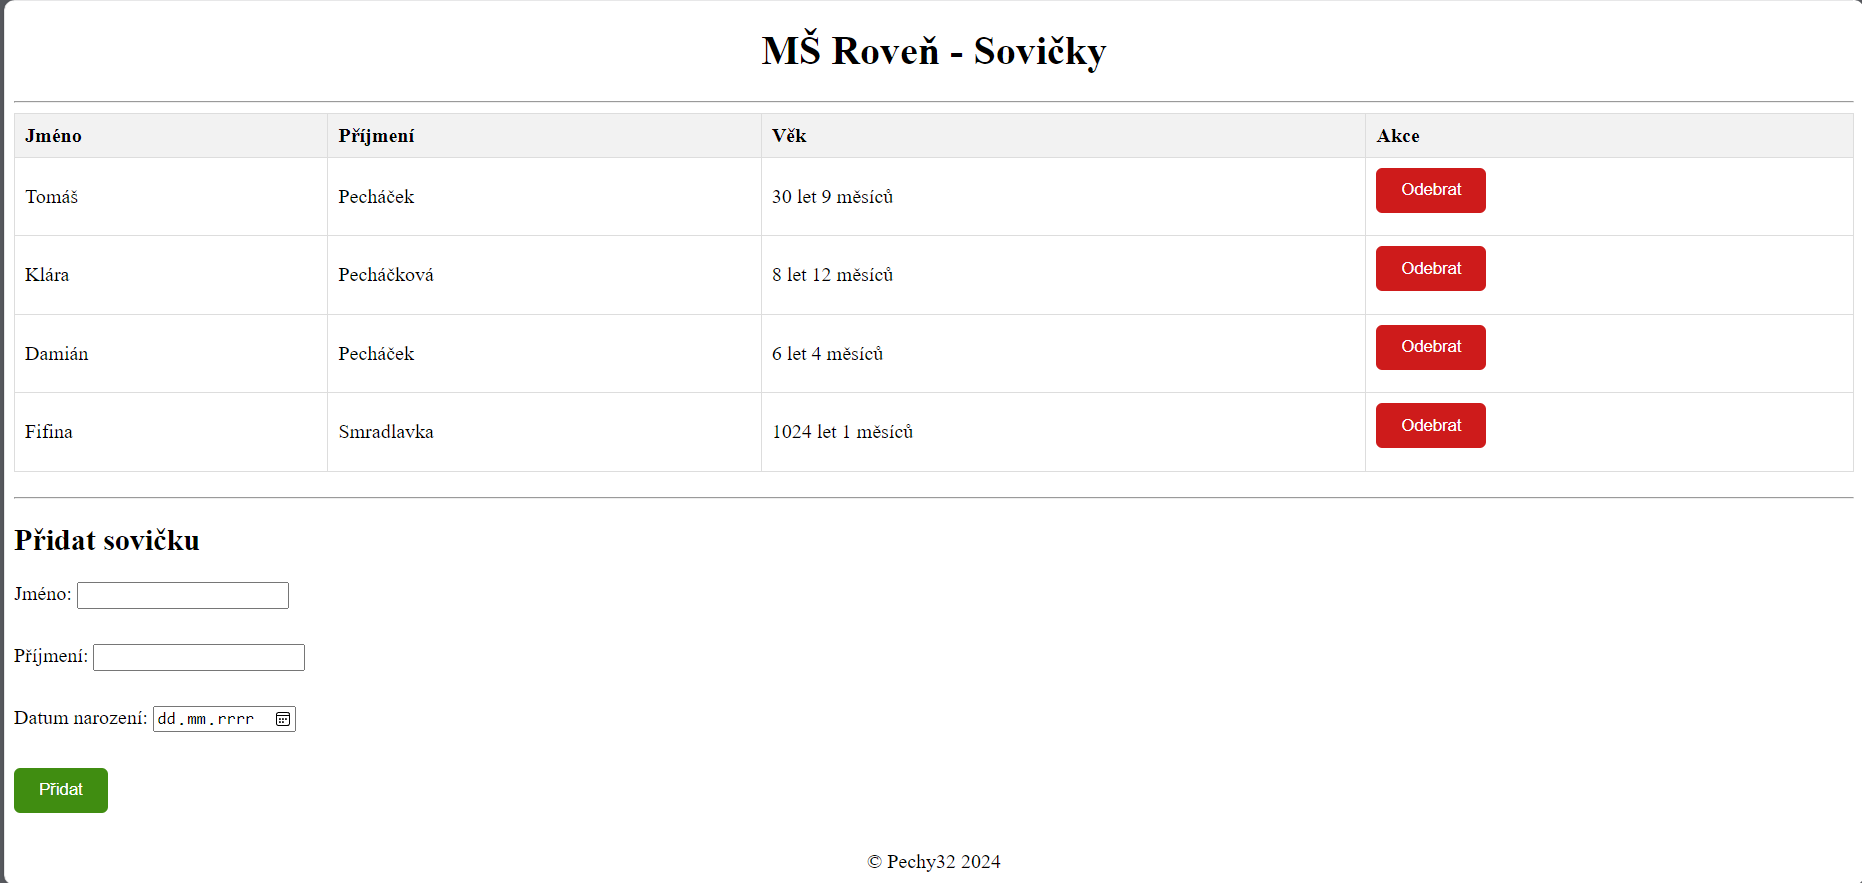 MŠ Roveň - Sovičky
Jméno Příjmení Věk Akce
Tomáš Pecháček 30 let 9 měsíců Odebrat
Klára Pecháčková 8 let 12 měsíců Odebrat
Damián Pecháček 6 let 4 měsíců Odebrat
Fifina Smradlavka 1024 let 1 měsíců Odebrat
Přidat sovičku
Jméno:
Příjmení:
Datum narození: dd.mm.rrrr
Přidat
© Pechy32 2024